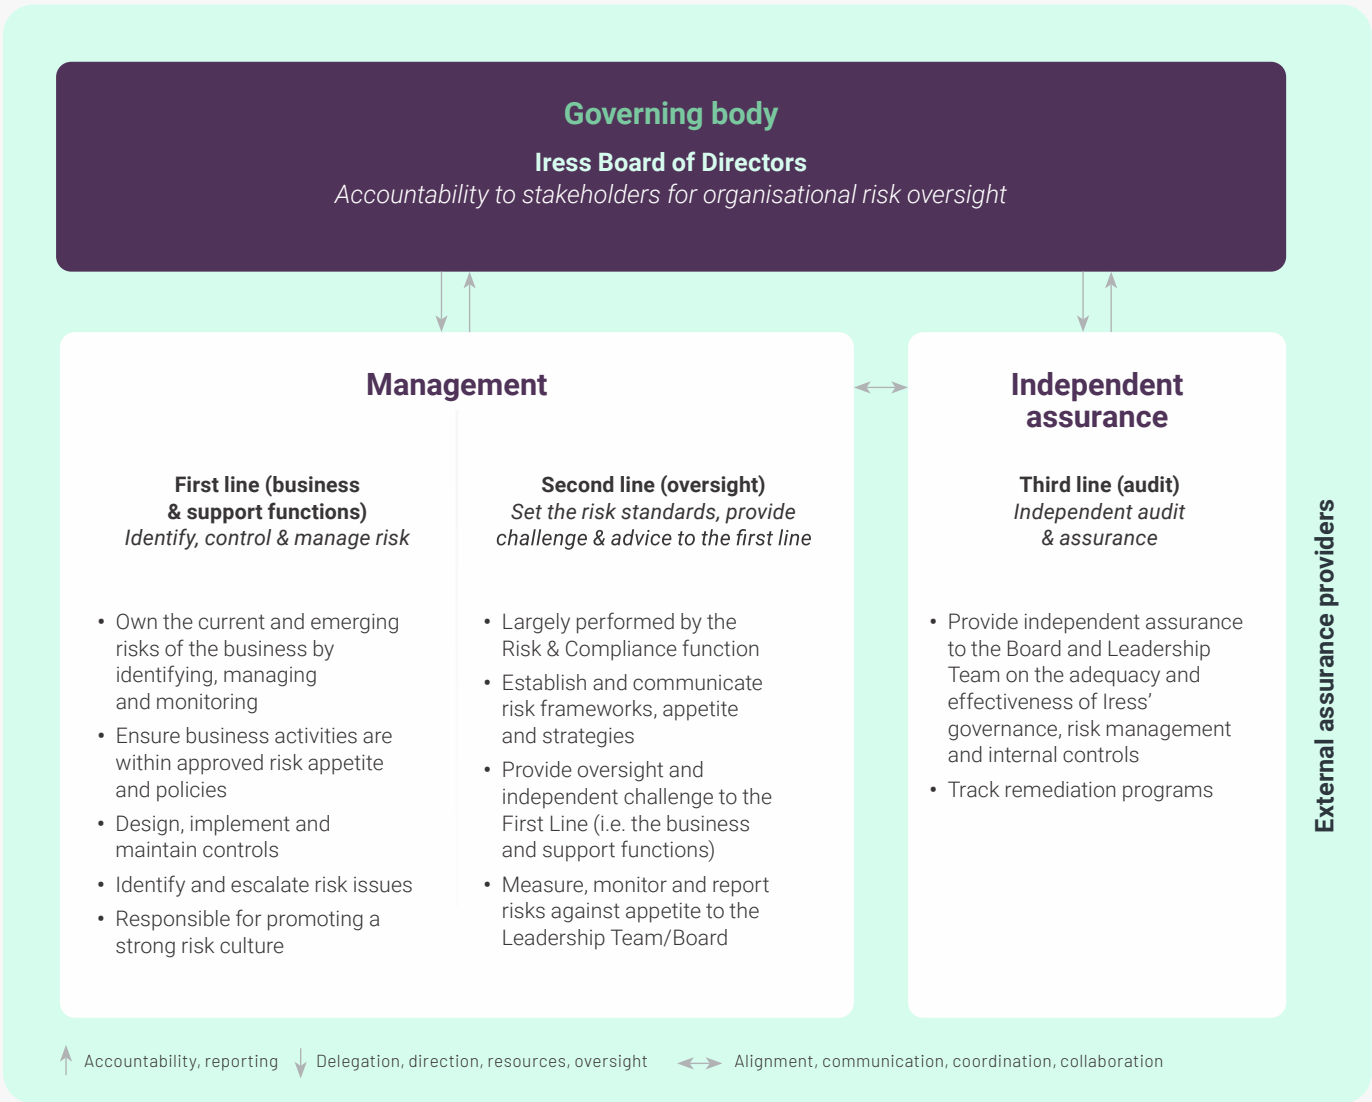 Governing body
Iress Board of Directors
Accountability to stakeholders for organisational risk oversight
Management
First line (business
& support functions)
Identify, control & manage risk
• Own the current and emerging
risks of the business by
identifying, managing
and monitoring
• Ensure business activities are
within approved risk appetite
and policies
• Design, implement and
maintain controls
• Identify and escalate risk issues
• Responsible for promoting a
strong risk culture
Second line (oversight)
Set the risk standards, provide
challenge & advice to the first line
• Largely performed by the
Risk & Compliance function
• Establish and communicate
risk frameworks, appetite
and strategies
• Provide oversight and
independent challenge to the
First Line (i.e. the business
and support functions)
• Measure, monitor and report
risks against appetite to the
Leadership Team/Board
Independent
assurance
Third line (audit)
Independent audit
& assurance
• Provide independent assurance
to the Board and Leadership
Team on the adequacy and
effectiveness of Iress’
governance, risk management
and internal controls
• Track remediation programs
External assurance providers
Accountability, reporting
Delegation, direction, resources, oversight
Alignment, communication, coordination, collaboration